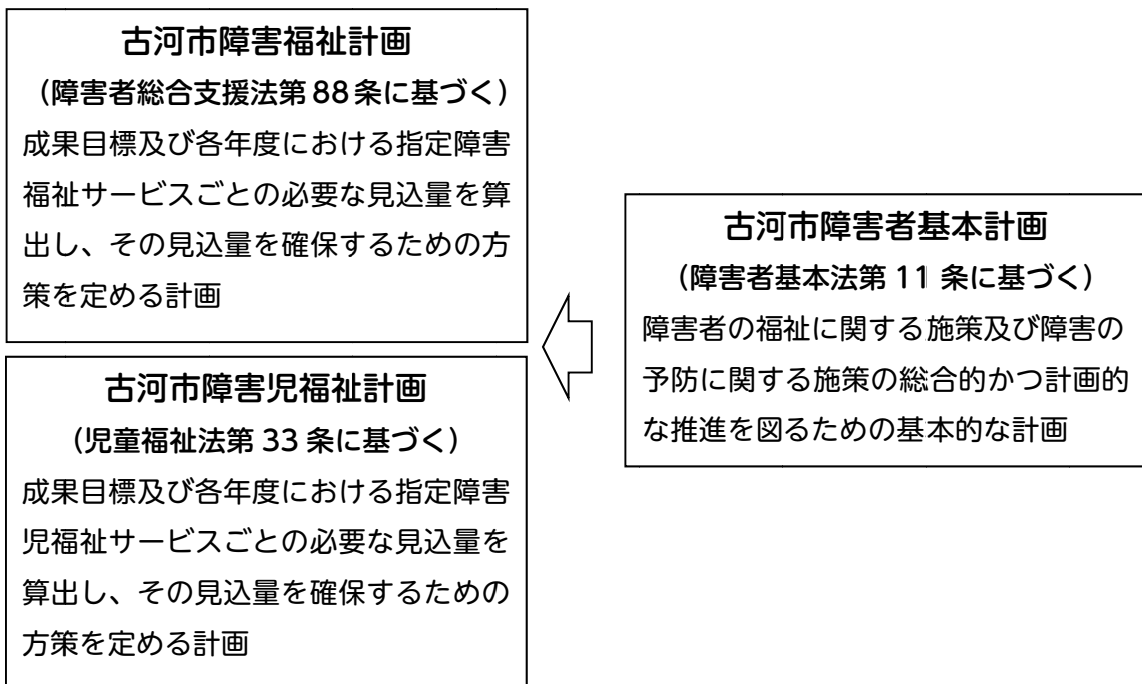 古河市障害福祉計画
（障害者総合支援法第 88 条に基づく）
成果目標及び各年度における指定障害
福祉サービスごとの必要な見込量を算
出し、その見込量を確保するための方
策を定める計画
古河市障害児福祉計画
（児童福祉法第 33 条に基づく）
成果目標及び各年度における指定障害
児福祉サービスごとの必要な見込量を
算出し、その見込量を確保するための
方策を定める計画
古河市障害者基本計画
（障害者基本法第 11 条に基づく）
障害者の福祉に関する施策及び障害の
予防に関する施策の総合的かつ計画的
な推進を図るための基本的な計画